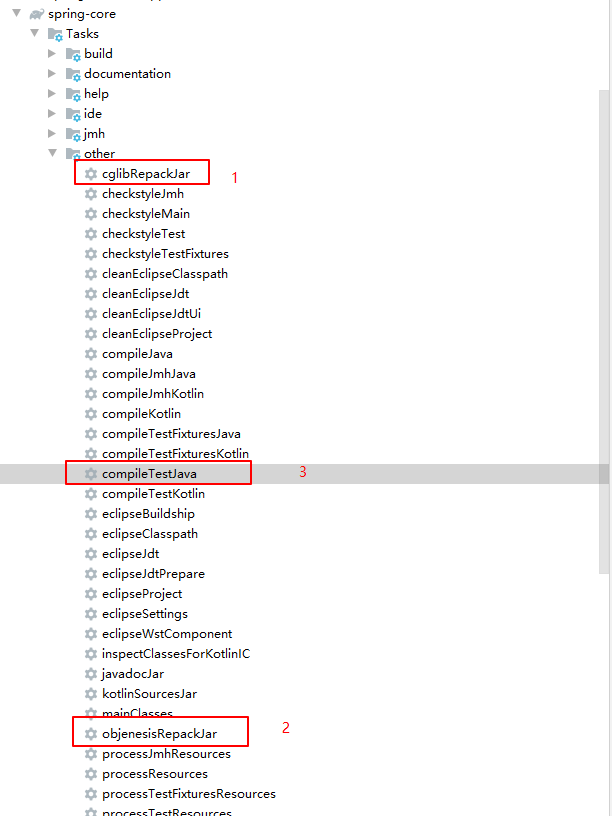 spring-core
Tasks
build
documentation
help
ide
jmh
other
cglibRepackJar 1
checkstyleJmh
checkstyleMain
checkstyleTest
checkstyleTestFixtures
cleanEclipseClasspath
cleanEclipseJdt
cleanEclipseJdtUi
cleanEclipseProject
compileJava
compileJmhJava
compileJmhKotlin
compileKotlin
compileTestFixturesJava
compileTestFixturesKotlin
compileTestJava 3
compileTestKotlin
eclipseBuildship
eclipseClasspath
eclipseJdt
eclipseJdtPrepare
eclipseProject
eclipseSettings
eclipseWstComponent
inspectClassesForKotlinIC
javadocJar
kotlinSourcesJar
mainClasses
objenesisRepackJar 2
processJmhResources
processResources
processTestFixturesResources
processTestResources